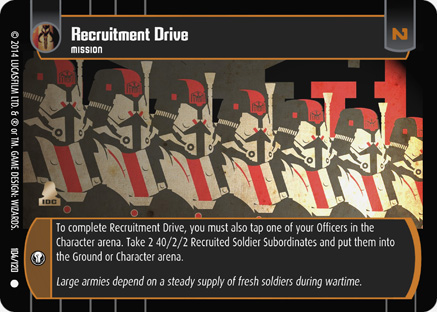 Recruitment Drive
MISSION
N
IDC
To complete Recruitment Drive, you must also tap one of your Officers in the
Character arena. Take 2 40/2/2 Recruited Soldier Subordinates and put them into
the Ground or Character arena.
Large armies depend on a steady supply of fresh soldiers during wartime.
© 2014 LUCASFILM LTD. & ® or TM. GAME DESIGN: WIZARDS.
104/120